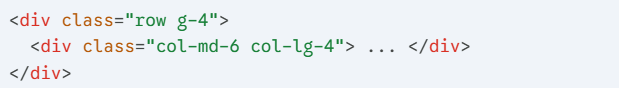 <div class="row g-4">
  <div class="col-md-6 col-lg-4"> ... </div>
</div>